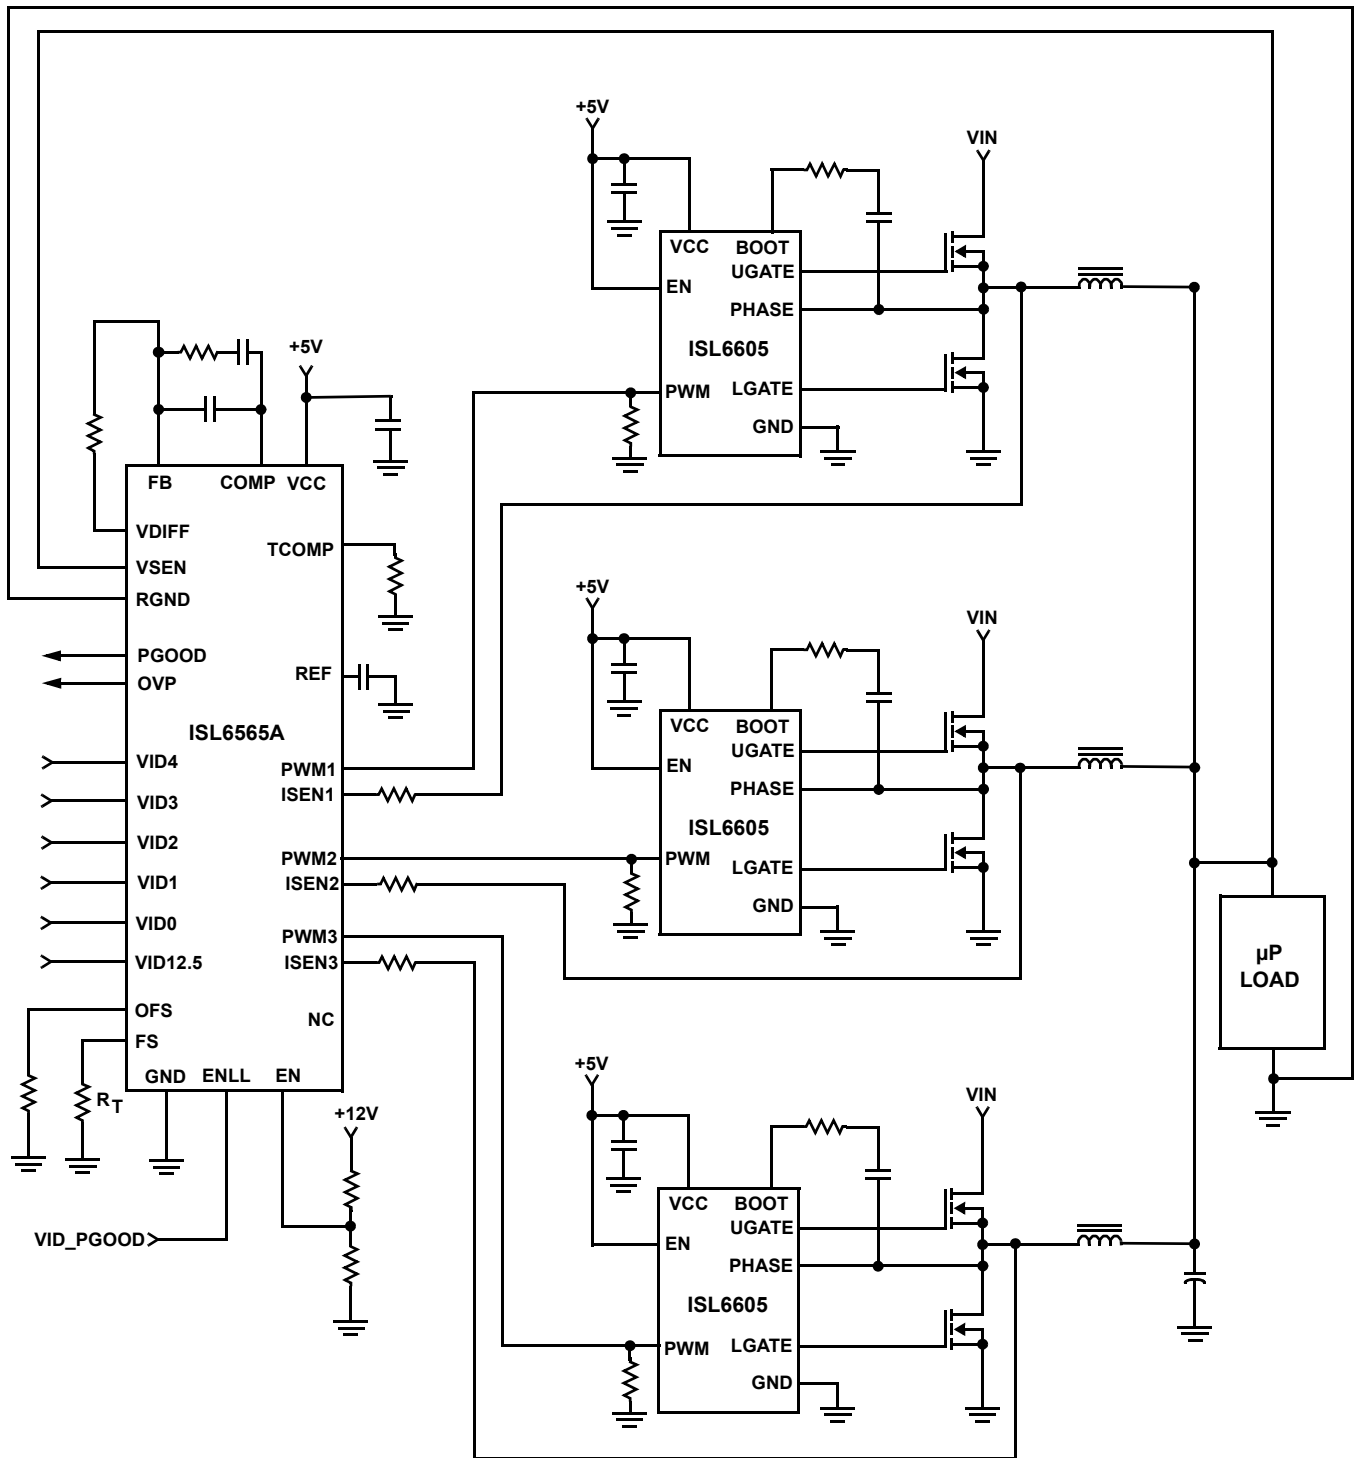 +5V
VIN
VCC
BOOT
UGATE
EN
PHASE
ISL6605
PWM
LGATE
GND
+5V
FB
COMP
VCC
VDIFF
TCOMP
VSEN
RGND
PGOOD
REF
OVP
ISL6565A
VID4
PWM1
VID3
ISEN1
VID2
PWM2
VID1
ISEN2
VID0
PWM3
VID12.5
ISEN3
OFS
NC
FS
GND
ENLL
EN
RT
+12V
VID_PGOOD
+5V
VIN
VCC
BOOT
UGATE
EN
PHASE
ISL6605
PWM
LGATE
GND
µP
LOAD
+5V
VIN
VCC
BOOT
UGATE
EN
PHASE
ISL6605
PWM
LGATE
GND